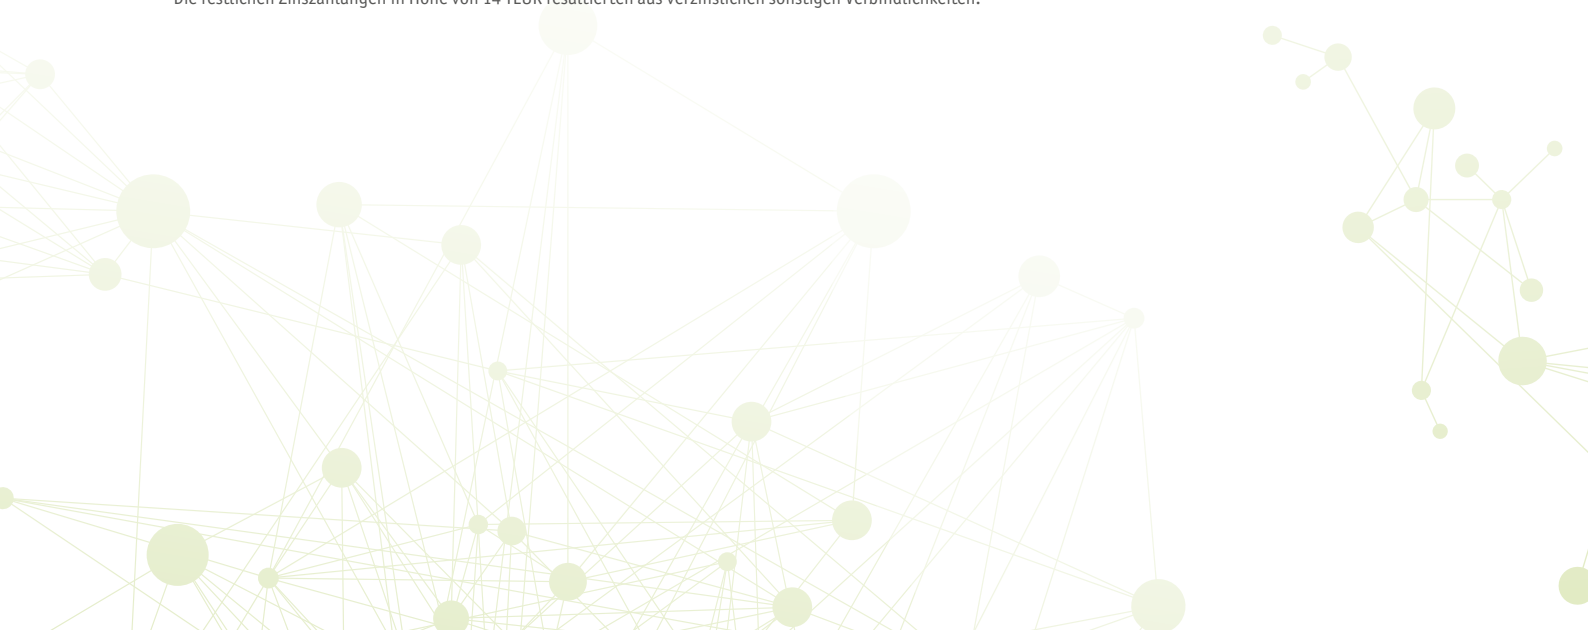 Die restlichen Zinszahlungen in Höhe von 14 TEUR resultierten aus verzinslichen sonstigen Verbindlichkeiten.